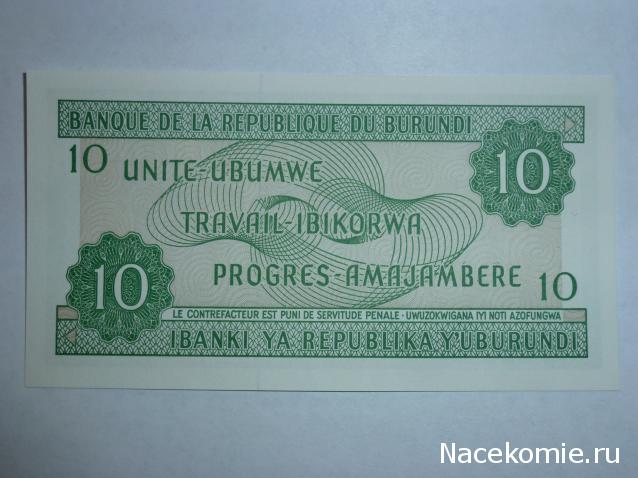 BANQUE DE LA REPUBLIQUE DU BURUNDI
10
10
UNITE-UBUMWE
TRAVAIL-IBIKORWA
PROGRES-AMAJAMBERE
10
10
LE CONTREFACTEUR EST PUNI DE SERVITUDE PENALE - UWUZOKWIGANA IYI NOTI AZOFUNGWA
IBANKI YA REPUBLIKA Y'UBURUNDI
Nacekomie.ru